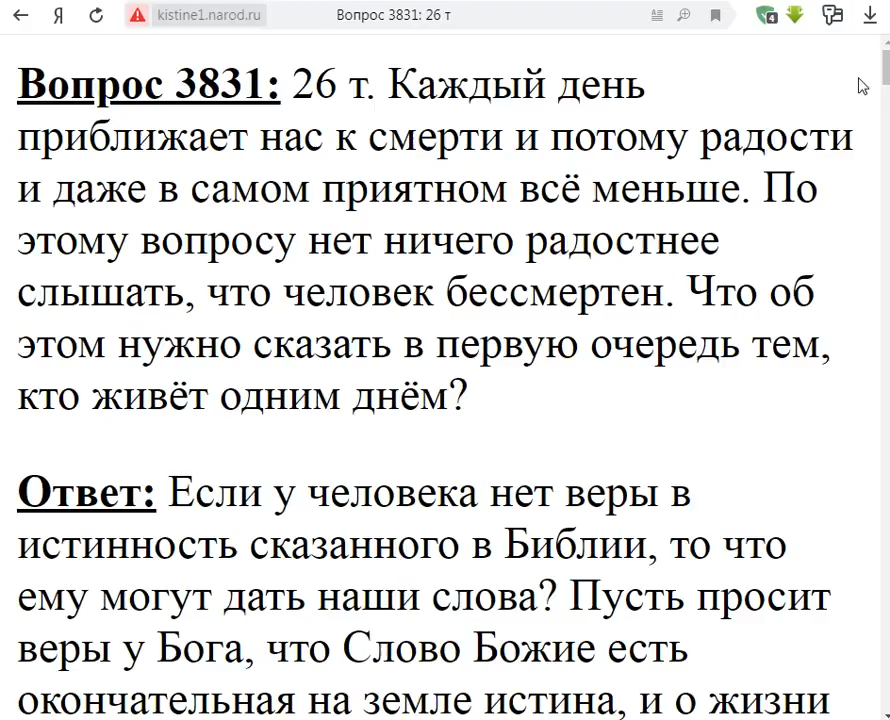 kistine1.narod.ru
Вопрос 3831: 26 т
4
Вопрос 3831: 26 т. Каждый день
приближает нас к смерти и потому радости
и даже в самом приятном всё меньше. По
этому вопросу нет ничего радостнее
слышать, что человек бессмертен. Что об
этом нужно сказать в первую очередь тем,
кто живёт одним днём?
Ответ: Если у человека нет веры в
истинность сказанного в Библии, то что
ему могут дать наши слова? Пусть просит
веры у Бога, что Слово Божие есть
окончательная на земле истина, и о жизни